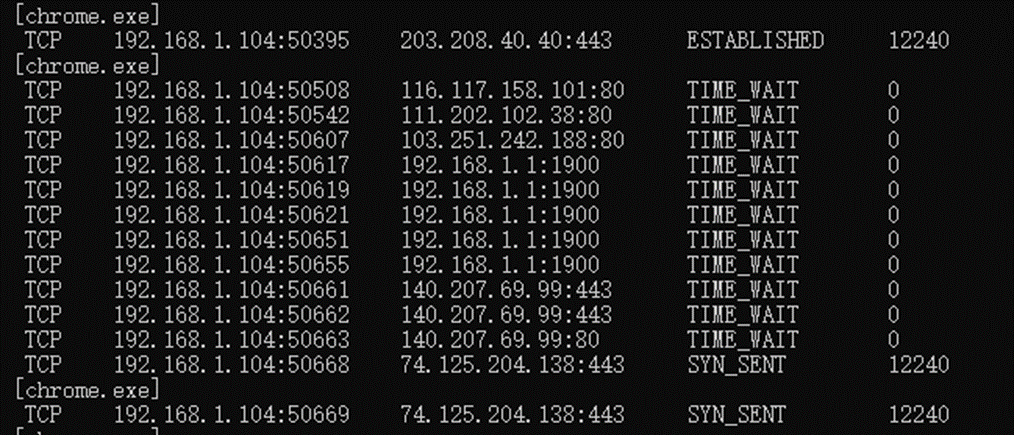 [chrome.exe]
TCP 192.168.1.104:50395 203.208.40.40:443 ESTABLISHED 12240
[chrome.exe]
TCP 192.168.1.104:50508 116.117.158.101:80 TIME_WAIT 0
TCP 192.168.1.104:50542 111.202.102.38:80 TIME_WAIT 0
TCP 192.168.1.104:50607 103.251.242.188:80 TIME_WAIT 0
TCP 192.168.1.104:50617 192.168.1.1:1900 TIME_WAIT 0
TCP 192.168.1.104:50619 192.168.1.1:1900 TIME_WAIT 0
TCP 192.168.1.104:50621 192.168.1.1:1900 TIME_WAIT 0
TCP 192.168.1.104:50651 192.168.1.1:1900 TIME_WAIT 0
TCP 192.168.1.104:50655 192.168.1.1:1900 TIME_WAIT 0
TCP 192.168.1.104:50661 140.207.69.99:443 TIME_WAIT 0
TCP 192.168.1.104:50662 140.207.69.99:443 TIME_WAIT 0
TCP 192.168.1.104:50663 140.207.69.99:80 TIME_WAIT 0
TCP 192.168.1.104:50668 74.125.204.138:443 SYN_SENT 12240
[chrome.exe]
TCP 192.168.1.104:50669 74.125.204.138:443 SYN_SENT 12240